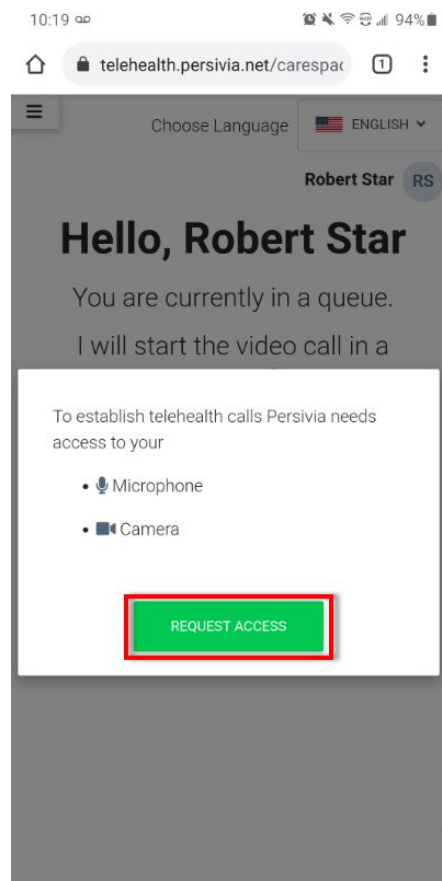 10:19 94%
telehealth.persivia.net/carespac 1
Choose Language ENGLISH
Robert Star RS
Hello, Robert Star
You are currently in a queue.
I will start the video call in a
To establish telehealth calls Persivia needs
access to your
• Microphone
• Camera
REQUEST ACCESS